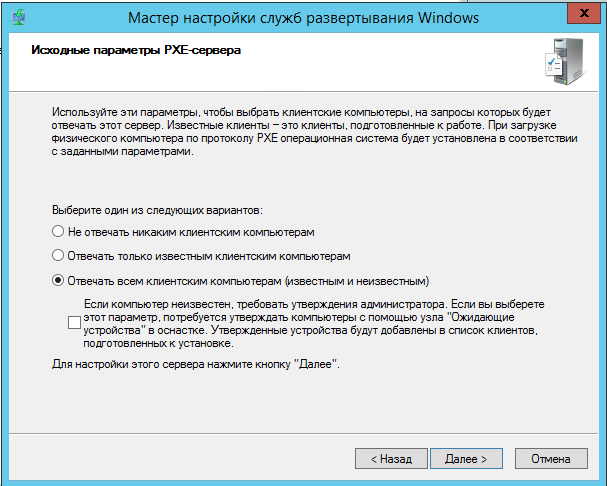 Мастер настройки служб развертывания Windows
x
Исходные параметры PXE-сервера
Используйте эти параметры, чтобы выбрать клиентские компьютеры, на запросы которых будет
отвечать этот сервер. Известные клиенты – это клиенты, подготовленные к работе. При загрузке
физического компьютера по протоколу PXE операционная система будет установлена в соответствии
с заданными параметрами.
Выберите один из следующих вариантов:
Не отвечать никаким клиентским компьютерам
Отвечать только известным клиентским компьютерам
Отвечать всем клиентским компьютерам (известным и неизвестным)
Если компьютер неизвестен, требовать утверждения администратора. Если вы выберете
этот параметр, потребуется утверждать компьютеры с помощью узла "Ожидающие
устройства" в оснастке. Утвержденные устройства будут добавлены в список клиентов,
подготовленных к установке.
Для настройки этого сервера нажмите кнопку "Далее".
< Назад
Далее >
Отмена